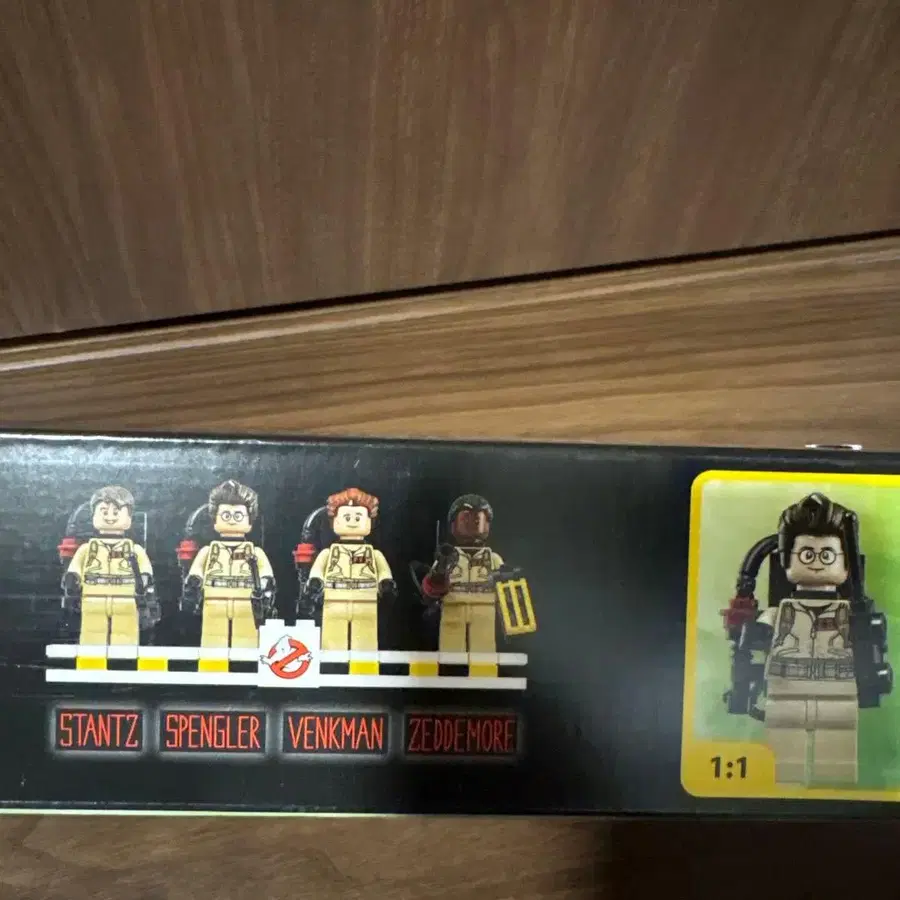 STANTZ
SPENGLER
VENKMAN
ZEDDEMORE
1:1